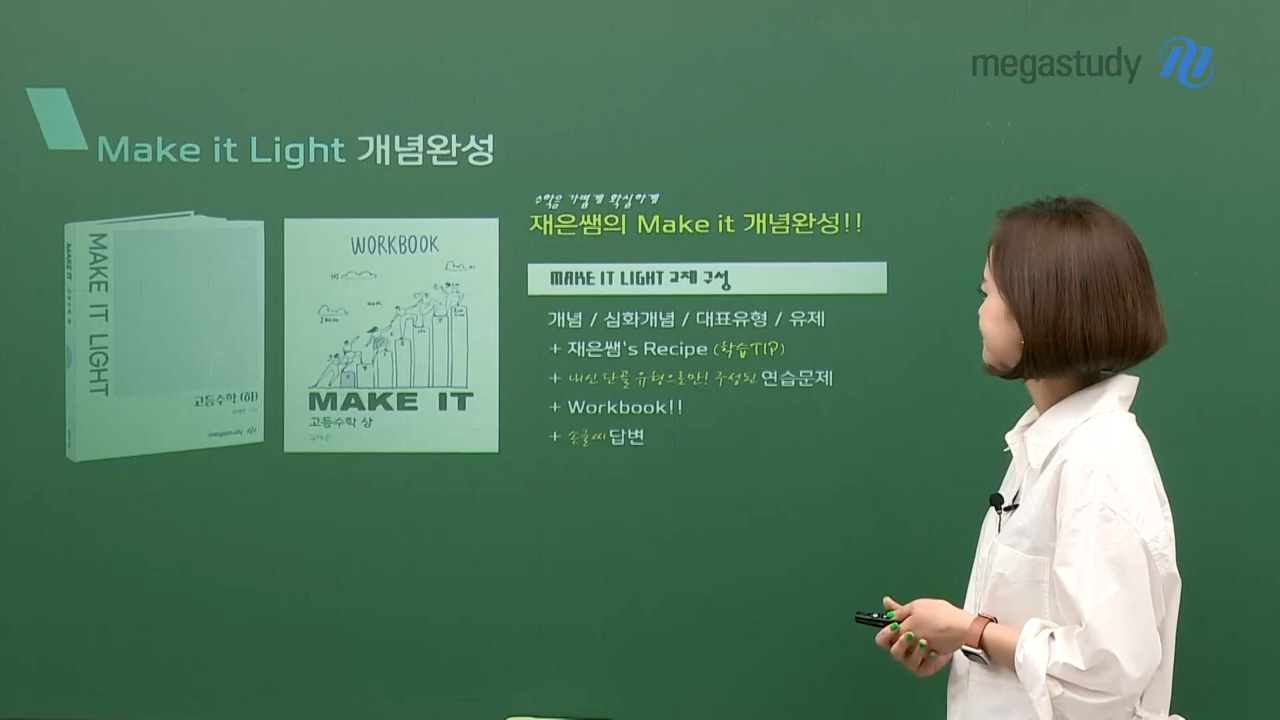 megastudy
Make it Light 개념완성
수학을 가볍게 확실하게
재은쌤의 Make it 개념완성!!
MAKE IT LIGHT 교재 구성
개념 / 심화개념 / 대표유형 / 유제
+ 재은쌤's Recipe (학습TIP)
+ 내신 단골 유형으로만! 구성된 연습문제
+ Workbook!!
+ 손글씨 답변
MAKE IT
MAKE IT LIGHT
고등수학 (하)
megastudy
WORKBOOK
MAKE IT
고등수학 상